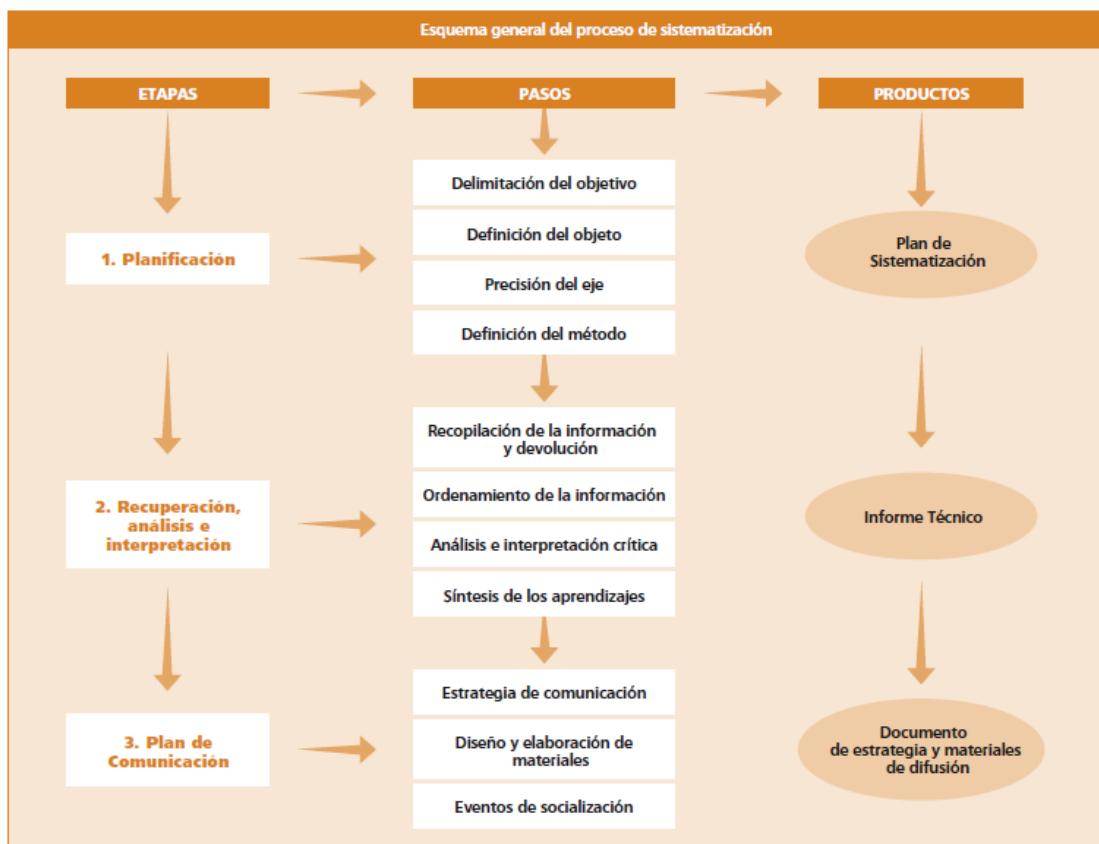 Esquema general del proceso de sistematización
ETAPAS
PASOS
PRODUCTOS
Delimitación del objetivo
Definición del objeto
Precisión del eje
Definición del método
1. Planificación
Plan de
Sistematización
Recopilación de la información
y devolución
Ordenamiento de la información
Análisis e interpretación crítica
Síntesis de los aprendizajes
2. Recuperación,
análisis e
interpretación
Informe Técnico
Estrategia de comunicación
Diseño y elaboración de
materiales
Eventos de socialización
3. Plan de
Comunicación
Documento
de estrategia y materiales
de difusión